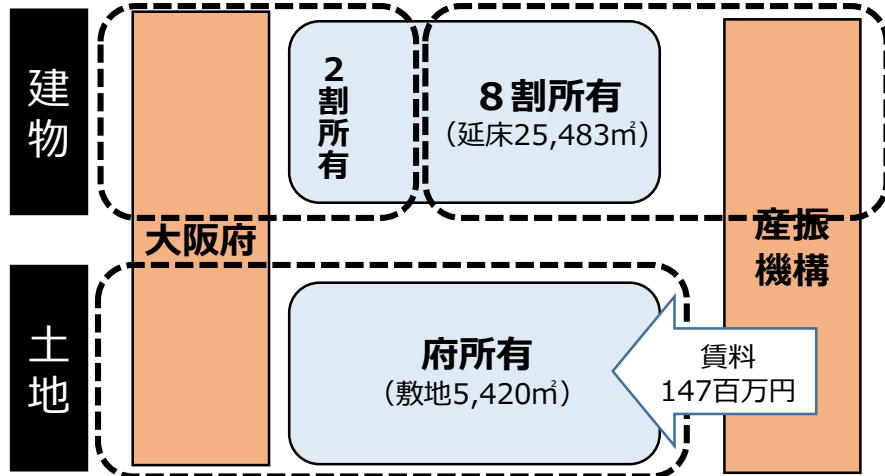 建物
2割所有
８割所有
（延床25,483㎡）
大阪府
産振
機構
土地
府所有
（敷地5,420㎡）
賃料
147百万円